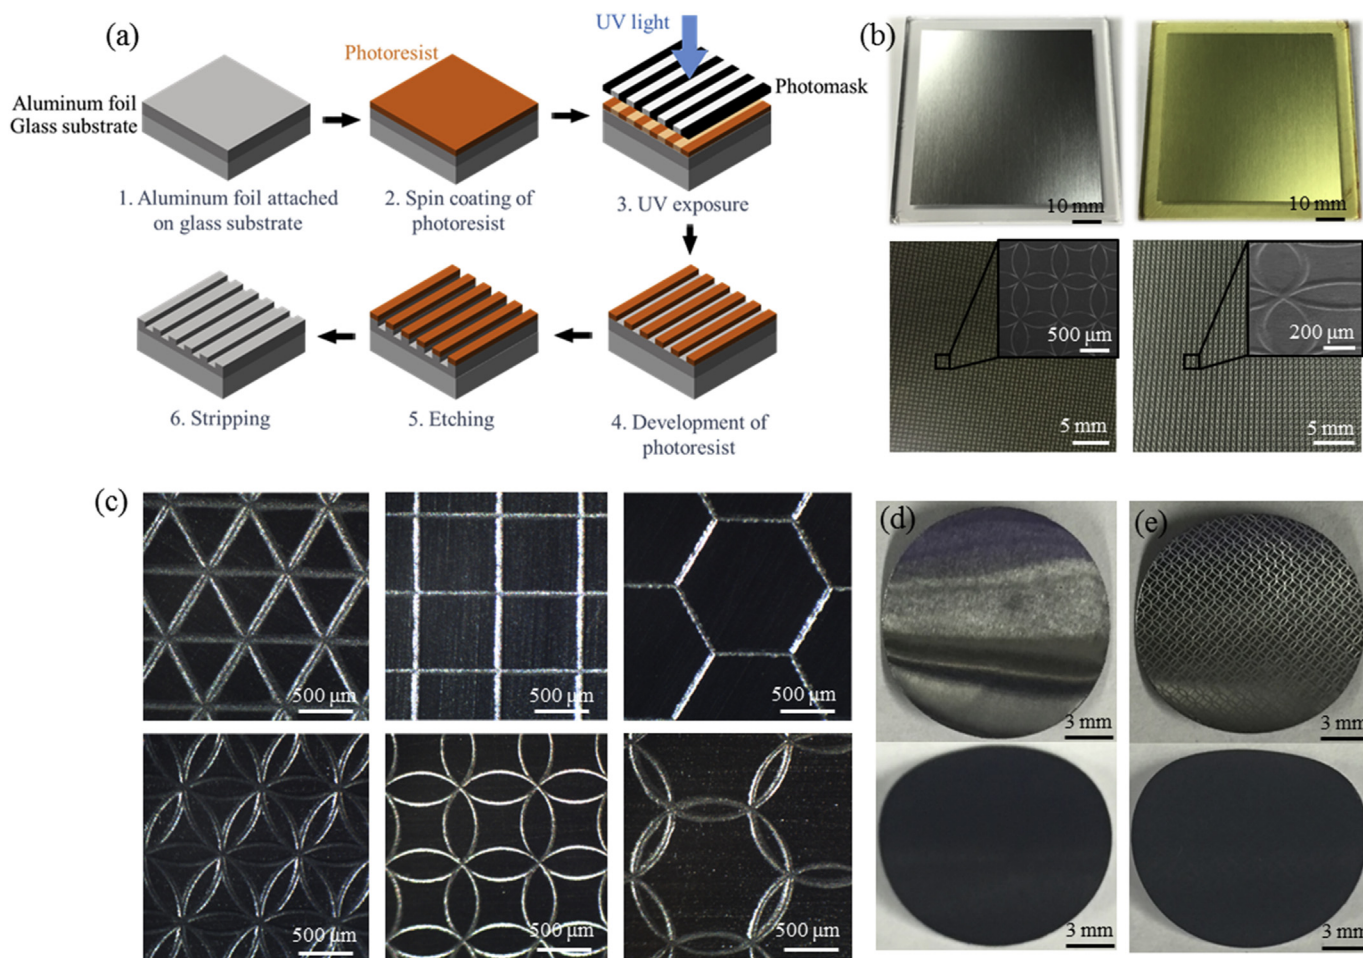 (a)
UV light
Photoresist
Photomask
Aluminum foil
Glass substrate
1. Aluminum foil attached
on glass substrate
2. Spin coating of
photoresist
3. UV exposure
6. Stripping
5. Etching
4. Development of
photoresist
(b)
10 mm
10 mm
500 μm
200 μm
5 mm
5 mm
(c)
500 μm
500 μm
500 μm
500 μm
500 μm
500 μm
(d)
(e)
3 mm
3 mm
3 mm
3 mm